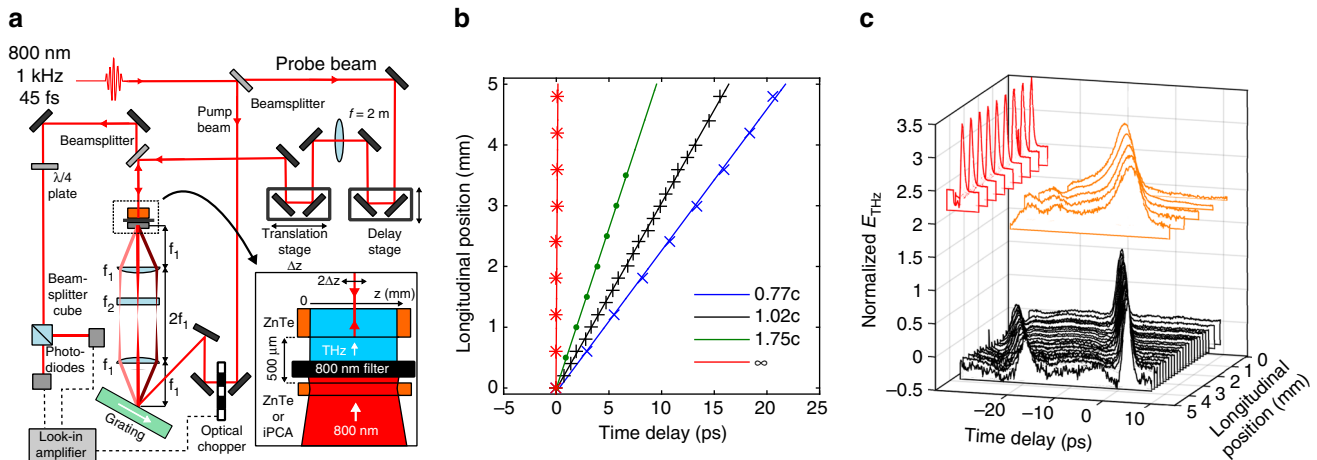 a
800 nm
1 kHz
45 fs
Probe beam
Beamsplitter
Pump
beam
f = 2 m
Beamsplitter
λ/4
plate
Translation
stage
Δz
Delay
stage
f1
f1
f2
2f1
f1
f1
Beam-
splitter
cube
Photo-
diodes
Grating
Optical
chopper
Look-in
amplifier
2Δz
0
z (mm)
ZnTe
THz
500 μm
800 nm filter
ZnTe
or
iPCA
800 nm
b
Longitudinal position (mm)
5
4
3
2
1
0
−5
0
5
10
15
20
25
Time delay (ps)
0.77c
1.02c
1.75c
∞
c
Normalized ETHz
3.5
3
2.5
2
1.5
1
0.5
0
−0.5
−20
−10
0
10
Time delay (ps)
5
4
3
2
1
0
Longitudinal
position (mm)